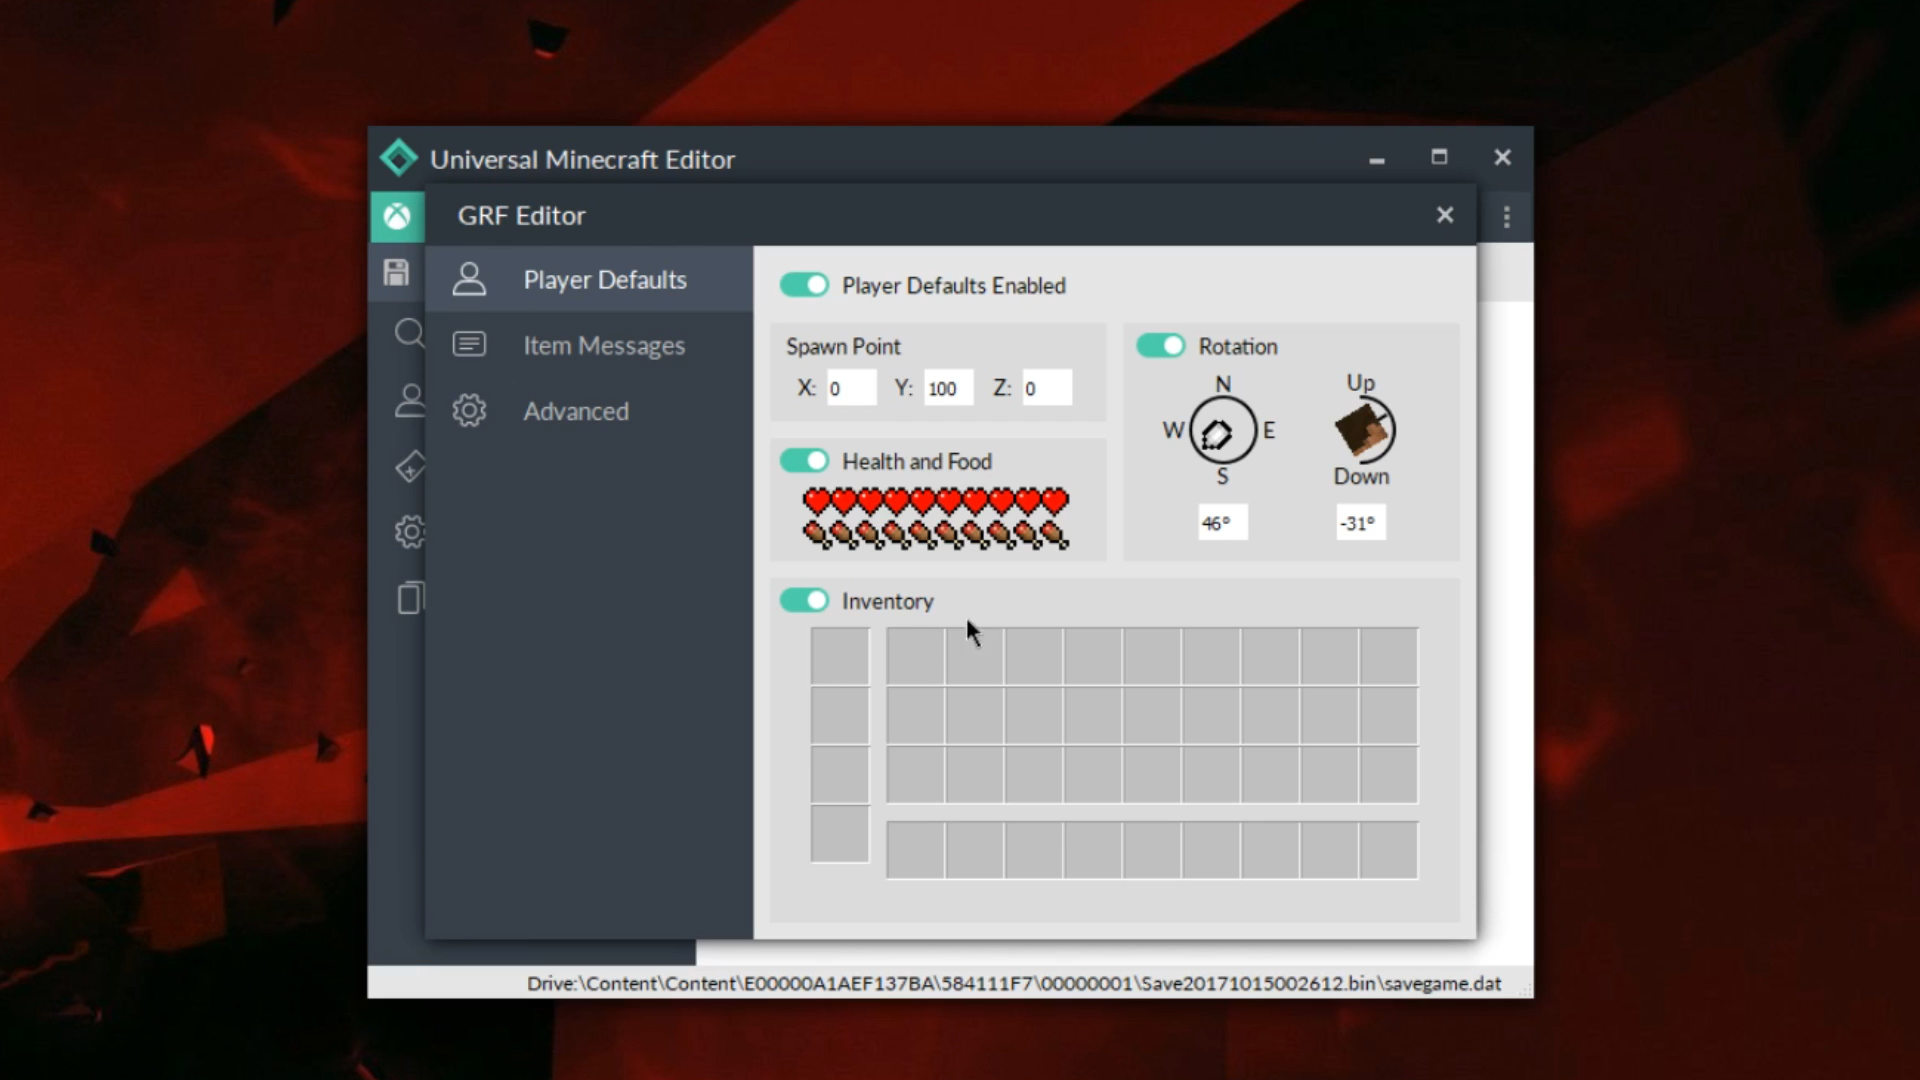 Universal Minecraft Editor
GRF Editor
Player Defaults
Item Messages
Advanced
Player Defaults Enabled
Spawn Point
X: 0 Y: 100 Z: 0
Health and Food
Rotation
N
W E
S
46°
Up
Down
-31°
Inventory
Drive:\Content\Content\E00000A1AEF137BA\584111F7\00000001\Save20171015002612.bin\savegame.dat